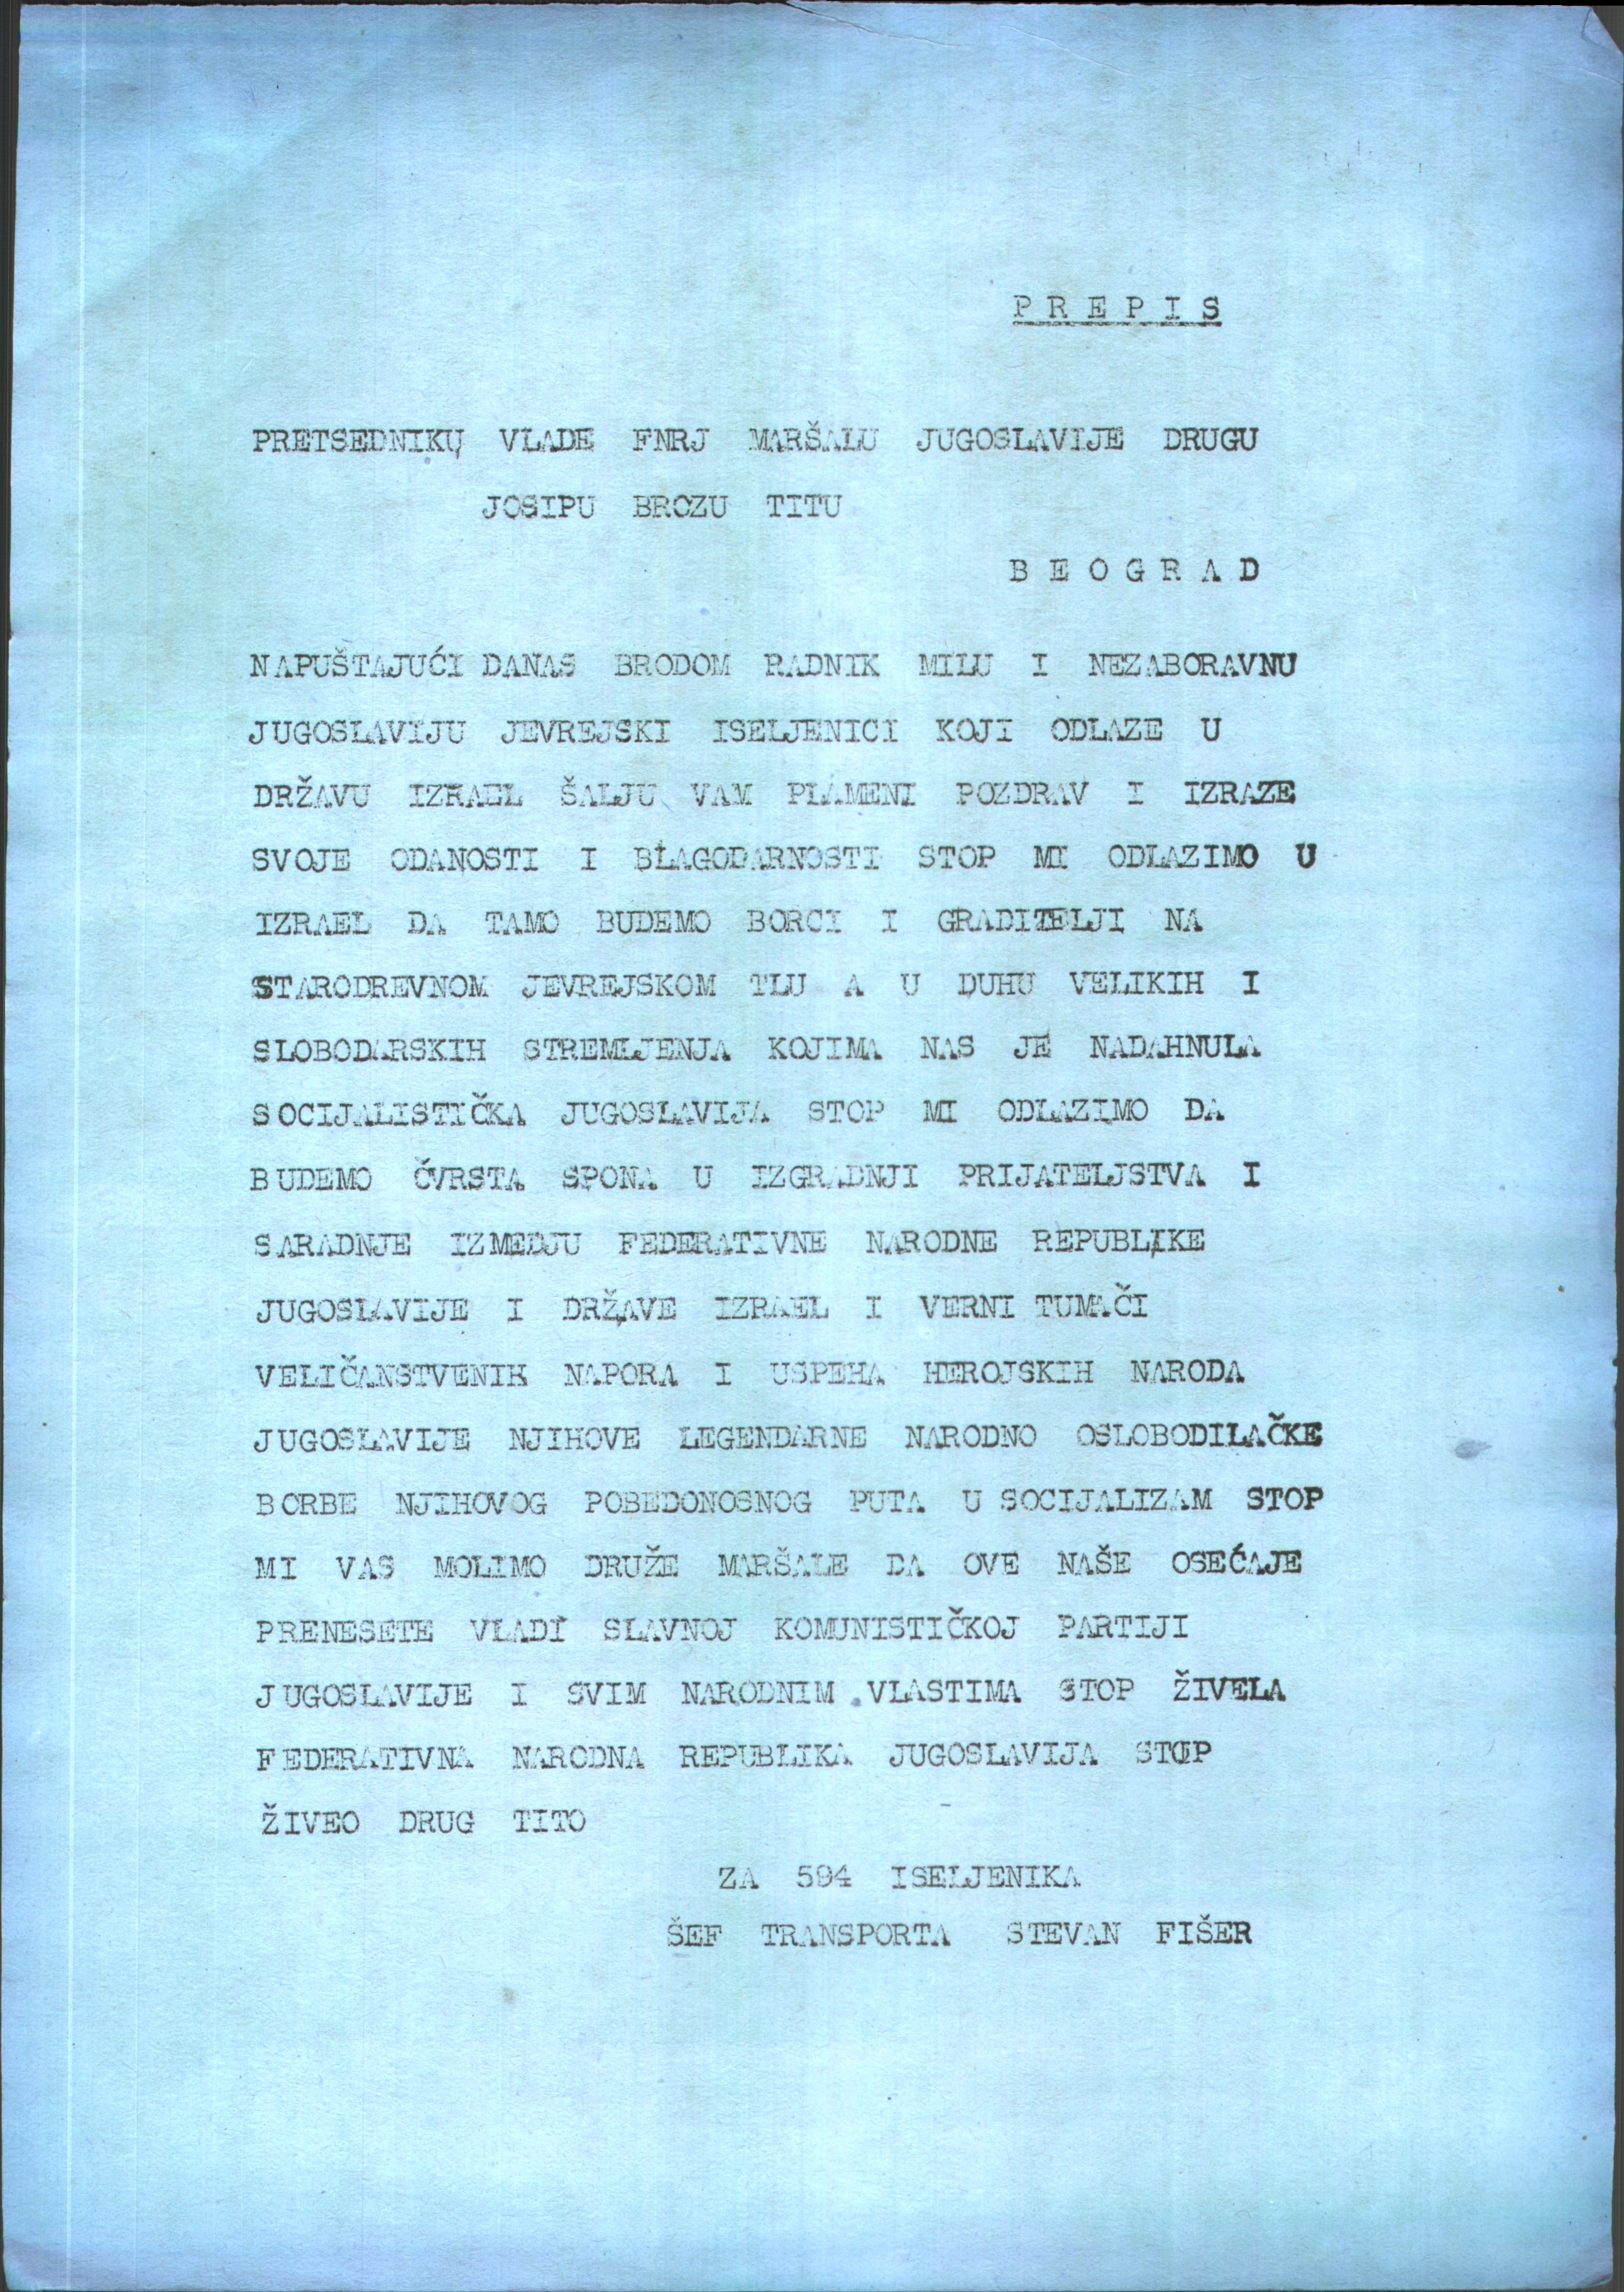 PREPIS
PRETSEDNIKU VLADE FNRJ MARŠALU JUGOSLAVIJE DRUGU
JOSIPU BROZU TITU
BEOGRAD
NAPUŠTAJUĆI DANAS BRODOM RADNIK MILU I NEZABORAVNU
JUGOSLAVIJU JEVREJSKI ISELJENICI KOJI ODLAZE U
DRŽAVU IZRAEL ŠALJU VAM PLAMENI POZDRAV I IZRAZE
SVOJE ODANOSTI I BLAGODARNOSTI STOP MI ODLAZIMO U
IZRAEL DA TAMO BUDEMO BORCI I GRADITELJI NA
STARODREVNOM JEVREJSKOM TLU A U DUHU VELIKIH I
SLOBODARSKIH STREMLJENJA KOJIMA NAS JE NADAHNULA
SOCIJALISTIČKA JUGOSLAVIJA STOP MI ODLAZIMO DA
BUDEMO ČVRSTA SPONA U IZGRADNJI PRIJATELJSTVA I
SARADNJE IZMEDJU FEDERATIVNE NARODNE REPUBLIKE
JUGOSLAVIJE I DRŽAVE IZRAEL I VERNI TUMAČI
VELIČANSTVENIH NAPORA I USPEHA HEROJSKIH NARODA
JUGOSLAVIJE NJIHOVE LEGENDARNE NARODNO OSLOBODILAČKE
BORBE NJIHOVOG POBEDONOSNOG PUTA U SOCIJALIZAM STOP
MI VAS MOLIMO DRUŽE MARŠALE DA OVE NAŠE OSEĆAJE
PRENESETE VLADI SLAVNOJ KOMUNISTIČKOJ PARTIJI
JUGOSLAVIJE I SVIM NARODNIM VLASTIMA STOP ŽIVELA
FEDERATIVNA NARODNA REPUBLIKA JUGOSLAVIJA STOP
ŽIVEO DRUG TITO
ZA 594 ISELJENIKA
ŠEF TRANSPORTA STEVAN FIŠER